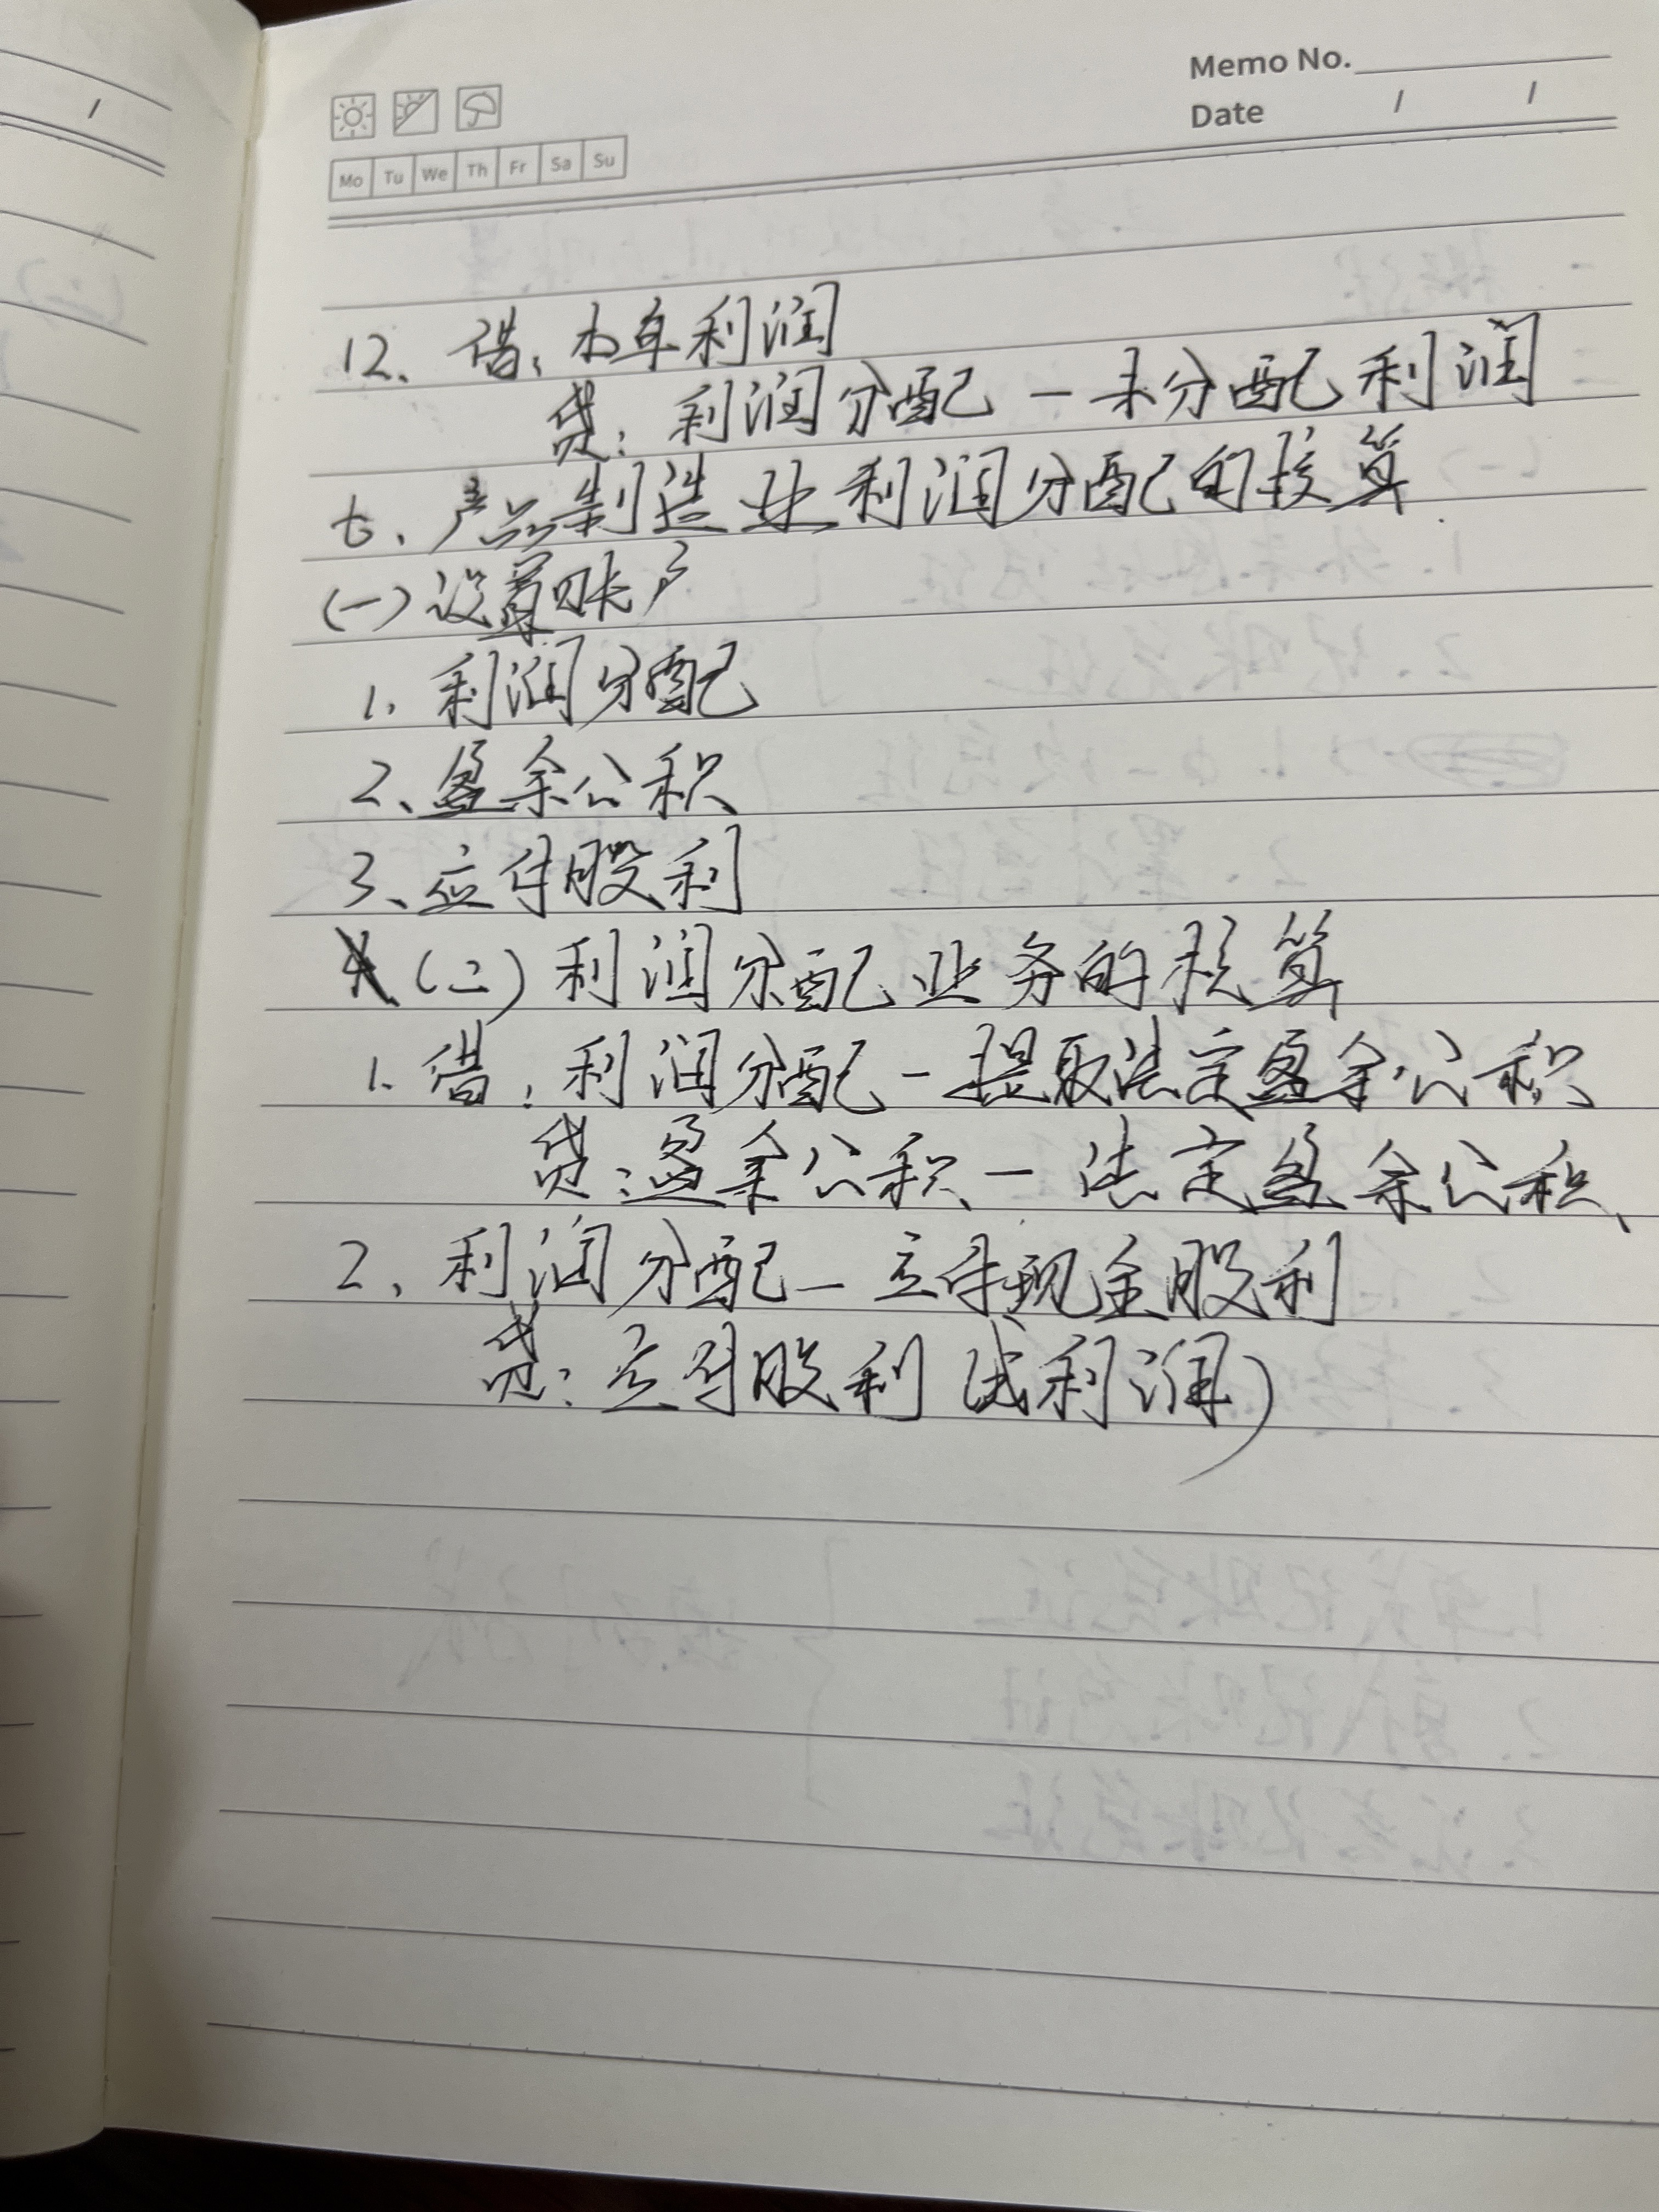 Memo No.
Date / /
Mo Tu We Th Fr Sa Su
12、借：本年利润
贷：利润分配－未分配利润
七、产品制造业利润分配的核算
(一)设置账户
1、利润分配
2、盈余公积
3、应付股利
(二)利润分配业务的核算
1、借：利润分配－提取法定盈余公积
贷：盈余公积－法定盈余公积
2、利润分配－应付现金股利
贷：应付股利(或利润)